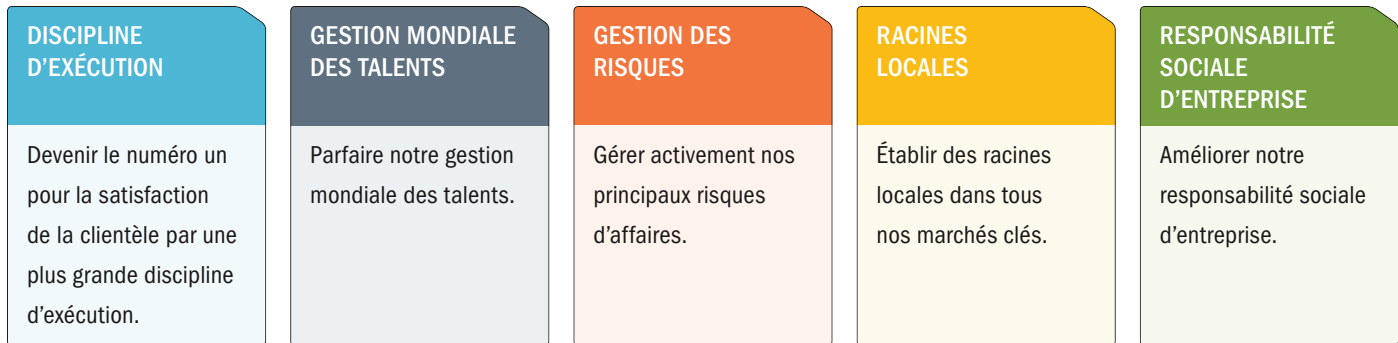 DISCIPLINE
D'EXÉCUTION
Devenir le numéro un
pour la satisfaction
de la clientèle par une
plus grande discipline
d'exécution.
GESTION MONDIALE
DES TALENTS
Parfaire notre gestion
mondiale des talents.
GESTION DES
RISQUES
Gérer activement nos
principaux risques
d'affaires.
RACINES
LOCALES
Établir des racines
locales dans tous
nos marchés clés.
RESPONSABILITÉ
SOCIALE
D'ENTREPRISE
Améliorer notre
responsabilité sociale
d'entreprise.